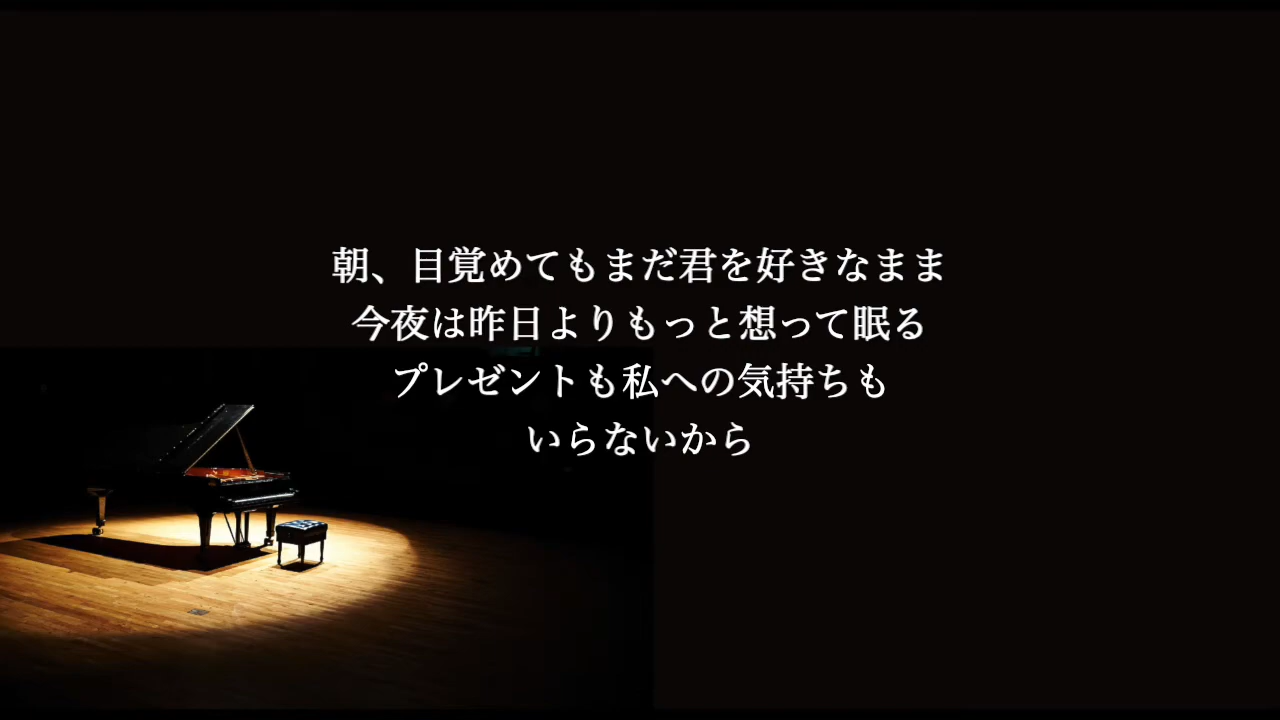 朝、目覚めてもまだ君を好きなまま
今夜は昨日よりもっと想って眠る
プレゼントも私への気持ちも
いらないから